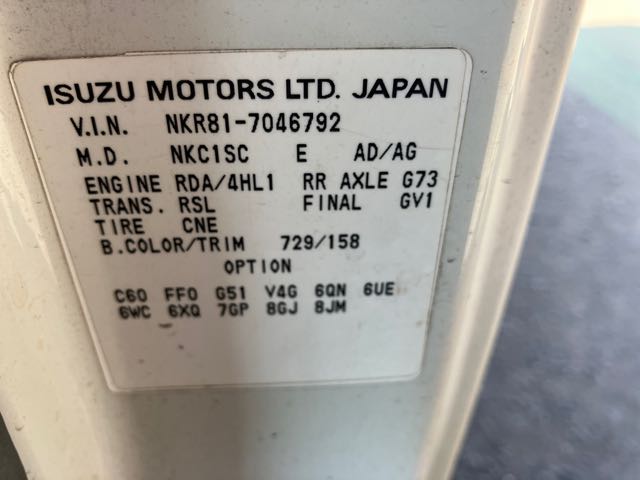 ISUZU MOTORS LTD. JAPAN
V.I.N. NKR81-7046792
M.D. NKC1SC E AD/AG
ENGINE RDA/4HL1 RR AXLE G73
TRANS. RSL FINAL GV1
TIRE CNE
B.COLOR/TRIM 729/158
OPTION
C60 FF0 G51 V4G 6QN 6UE
6WC 6XQ 7GP 8GJ 8JM